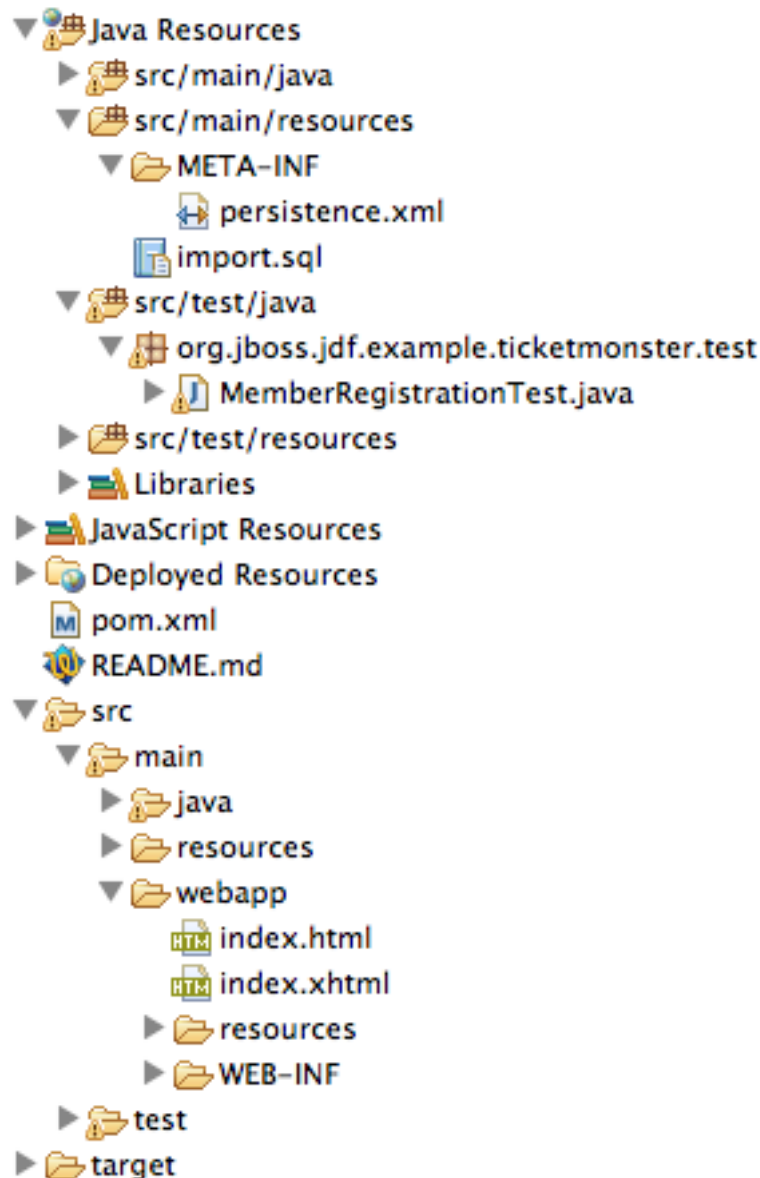 Java Resources
src/main/java
src/main/resources
META-INF
persistence.xml
import.sql
src/test/java
org.jboss.jdf.example.ticketmonster.test
MemberRegistrationTest.java
src/test/resources
Libraries
JavaScript Resources
Deployed Resources
pom.xml
README.md
src
main
java
resources
webapp
index.html
index.xhtml
resources
WEB-INF
test
target